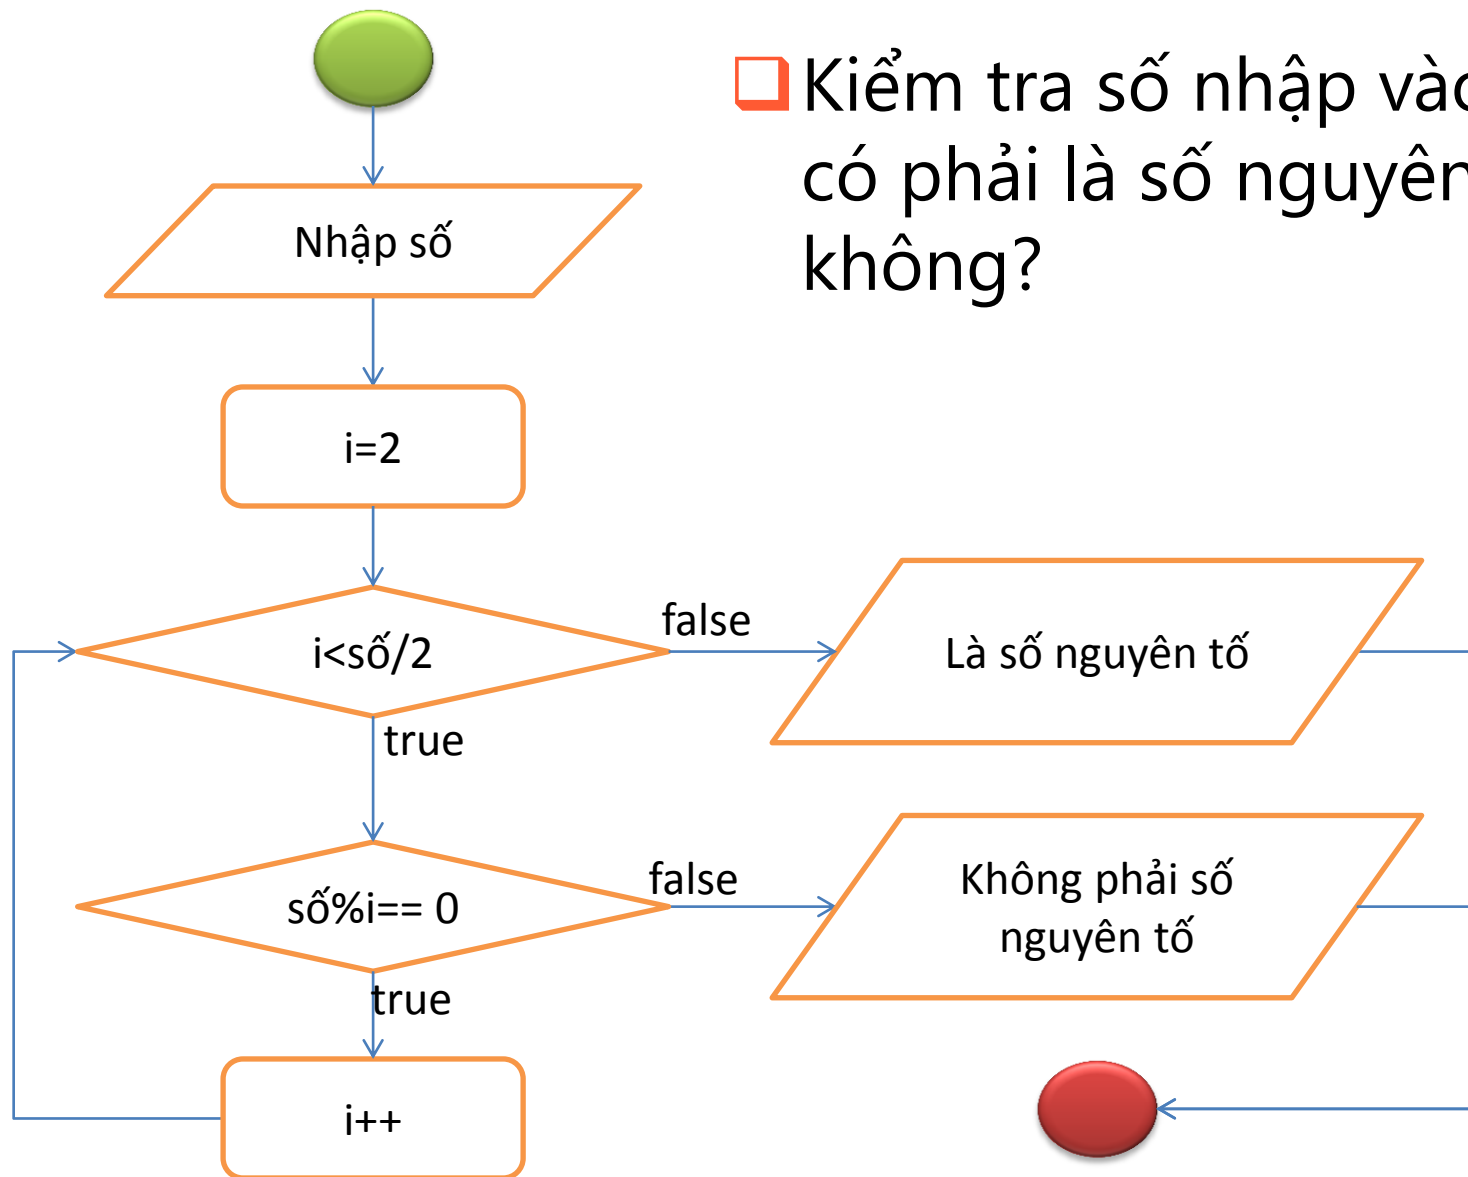 Kiểm tra số nhập vào
có phải là số nguyên
không?
Nhập số
i=2
i<số/2
false
Là số nguyên tố
true
số%i== 0
false
Không phải số
nguyên tố
true
i++